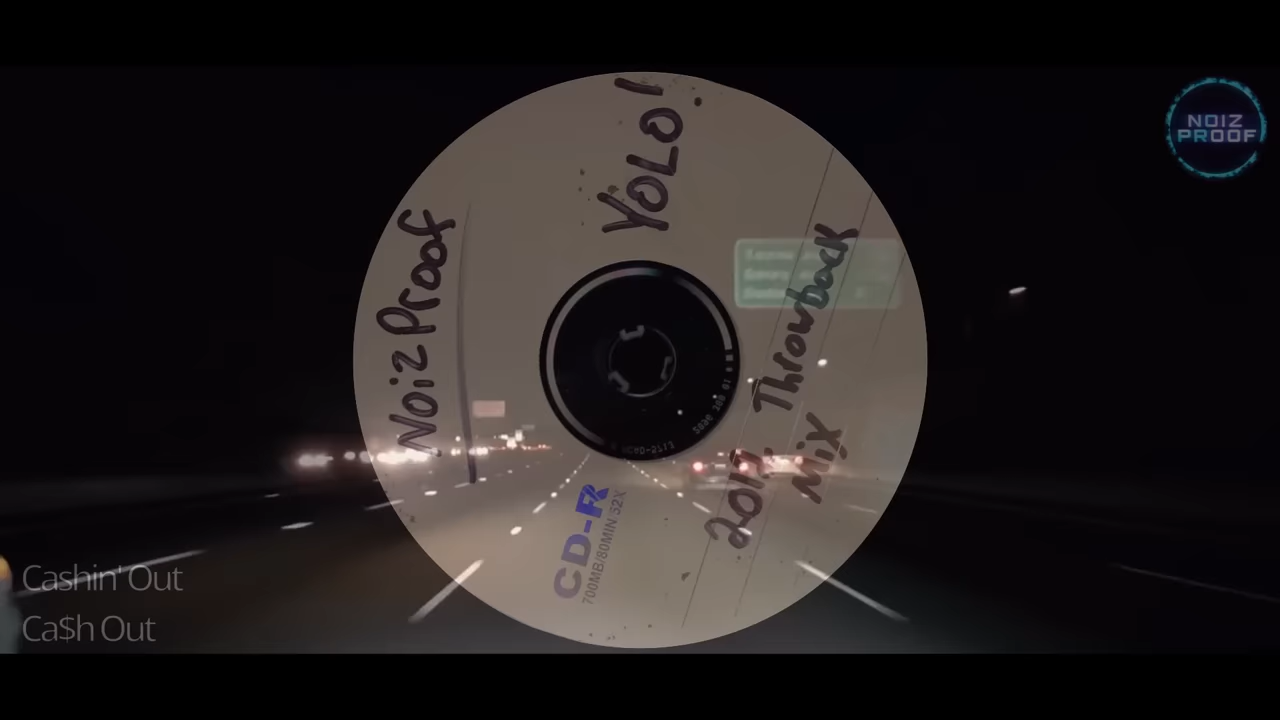 NOIZ
PROOF
YOLO!
NoizProof
2011 Throwback
Mix
CD-R
700MB/80MIN/52X
Cashin' Out
Ca$h Out